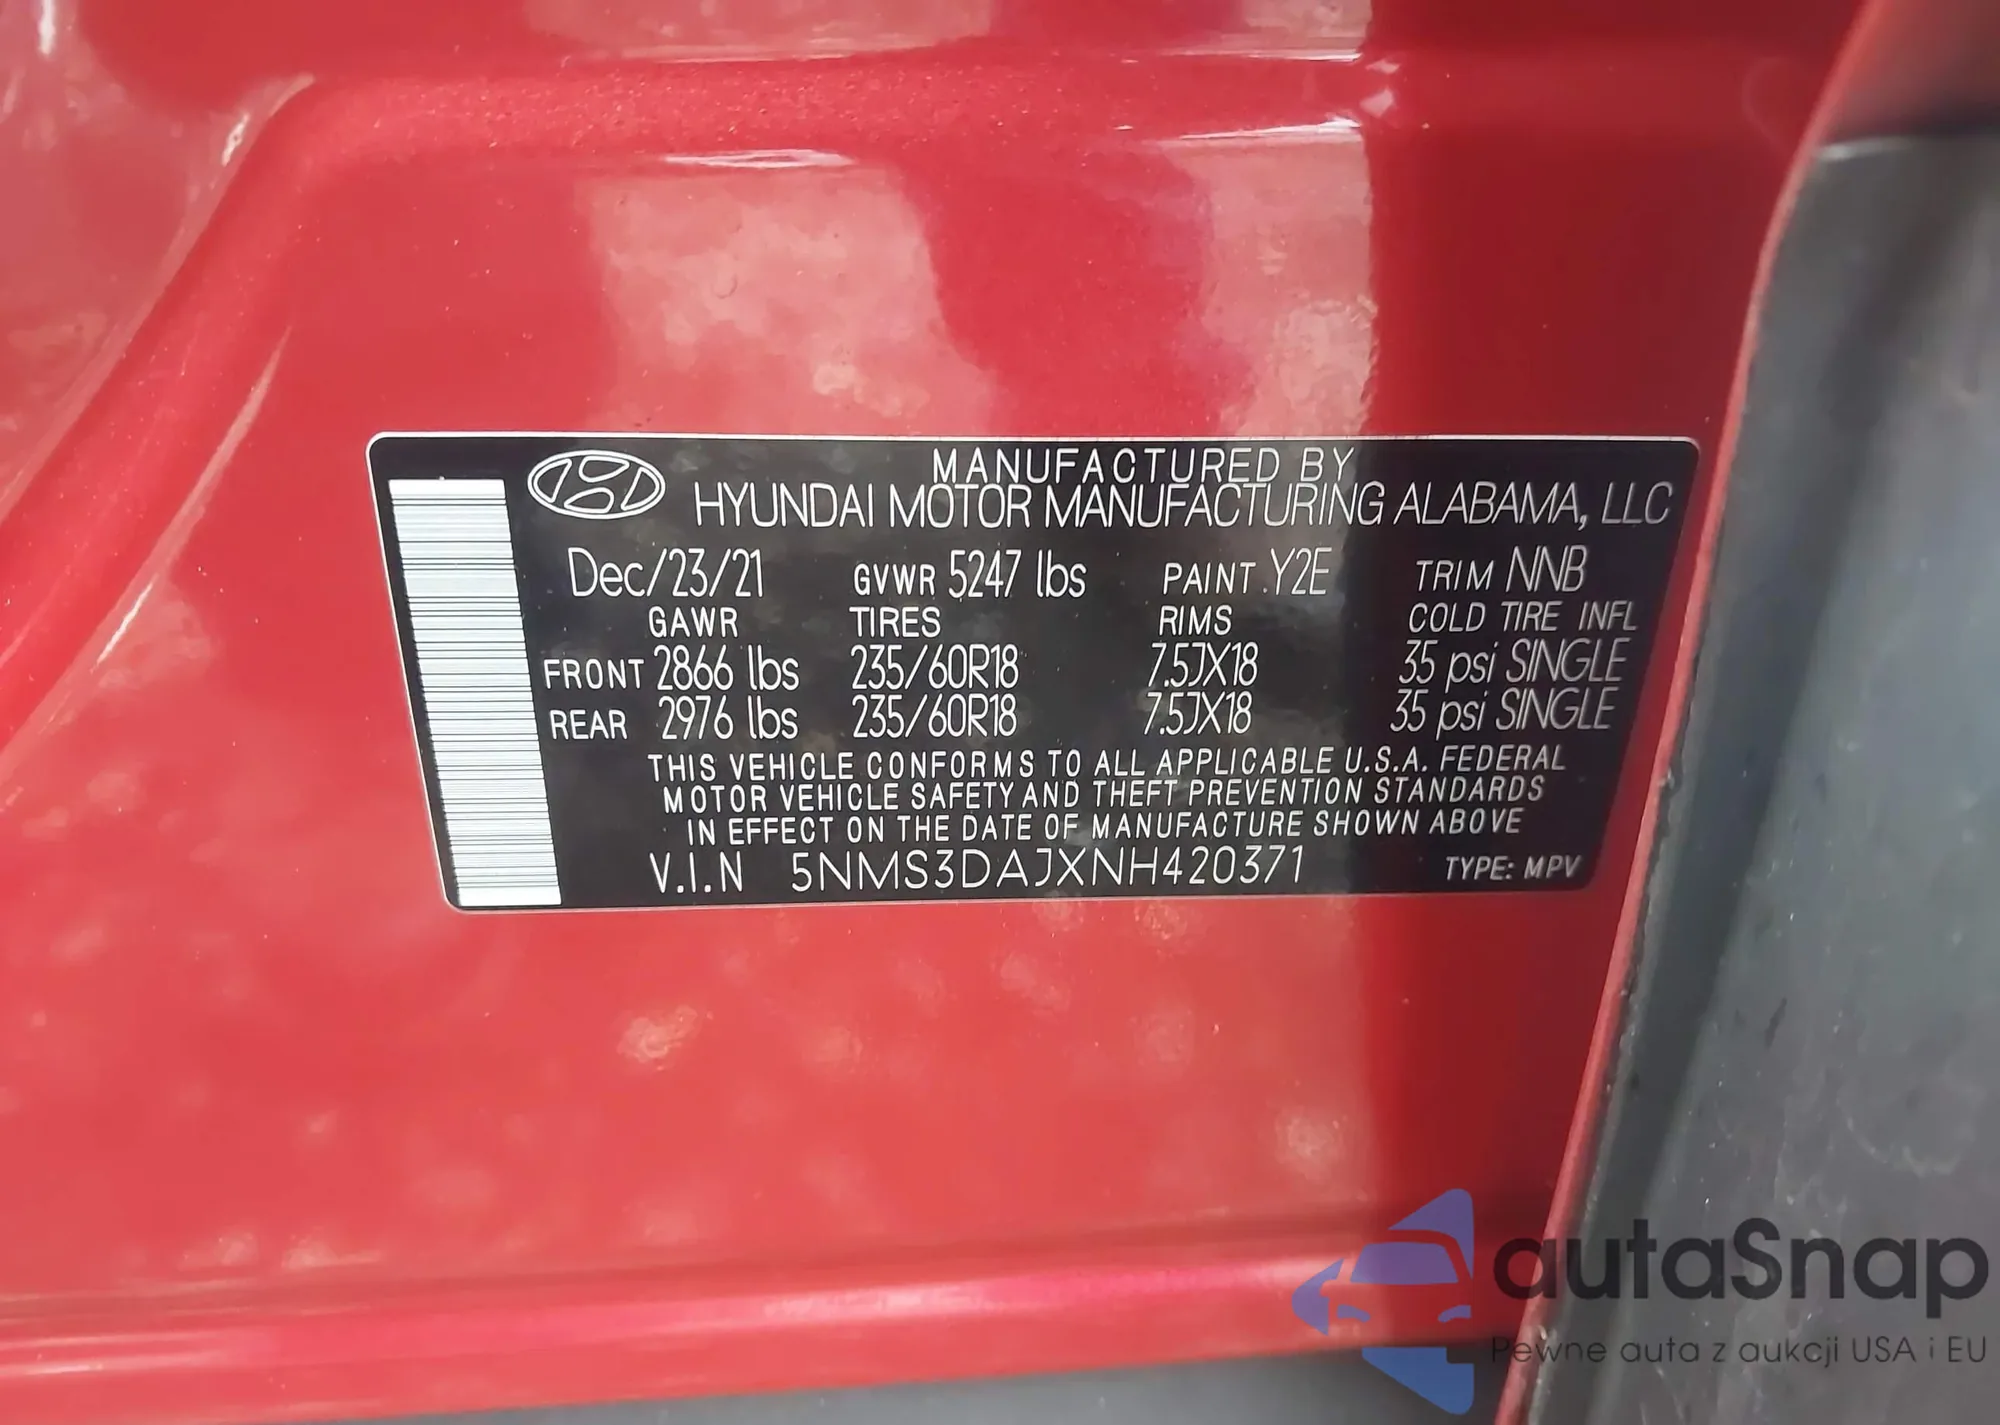 MANUFACTURED BY
HYUNDAI MOTOR MANUFACTURING ALABAMA, LLC
Dec/23/21 GVWR 5247 lbs PAINT Y2E TRIM NNB
GAWR TIRES RIMS COLD TIRE INFL
FRONT 2866 lbs 235/60R18 7.5JX18 35 psi SINGLE
REAR 2976 lbs 235/60R18 7.5JX18 35 psi SINGLE
THIS VEHICLE CONFORMS TO ALL APPLICABLE U.S.A. FEDERAL
MOTOR VEHICLE SAFETY AND THEFT PREVENTION STANDARDS
IN EFFECT ON THE DATE OF MANUFACTURE SHOWN ABOVE
V.I.N 5NMS3DAJXNH420371 TYPE: MPV
autaSnap
Pewne auta z aukcji USA i EU